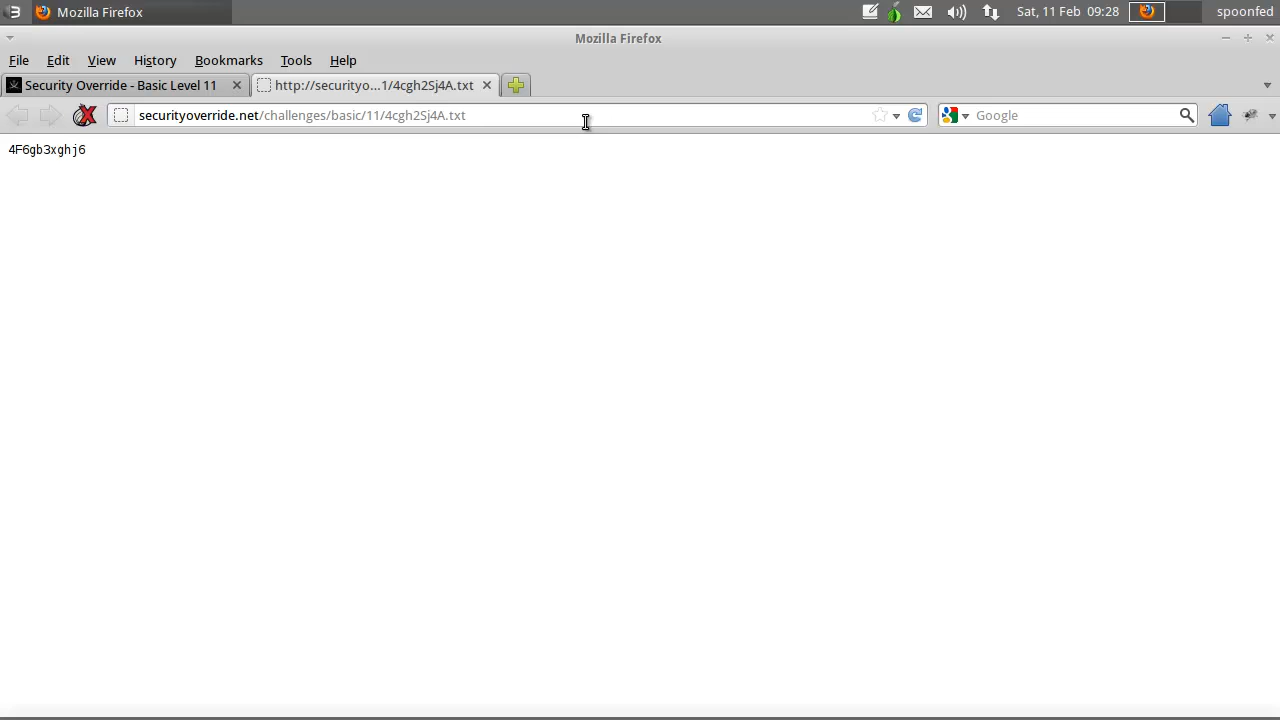 Mozilla Firefox
Sat, 11 Feb 09:28
spoonfed
Mozilla Firefox
File Edit View History Bookmarks Tools Help
Security Override - Basic Level 11
http://securityo...1/4cgh2Sj4A.txt
securityoverride.net/challenges/basic/11/4cgh2Sj4A.txt
Google
4F6gb3xghj6